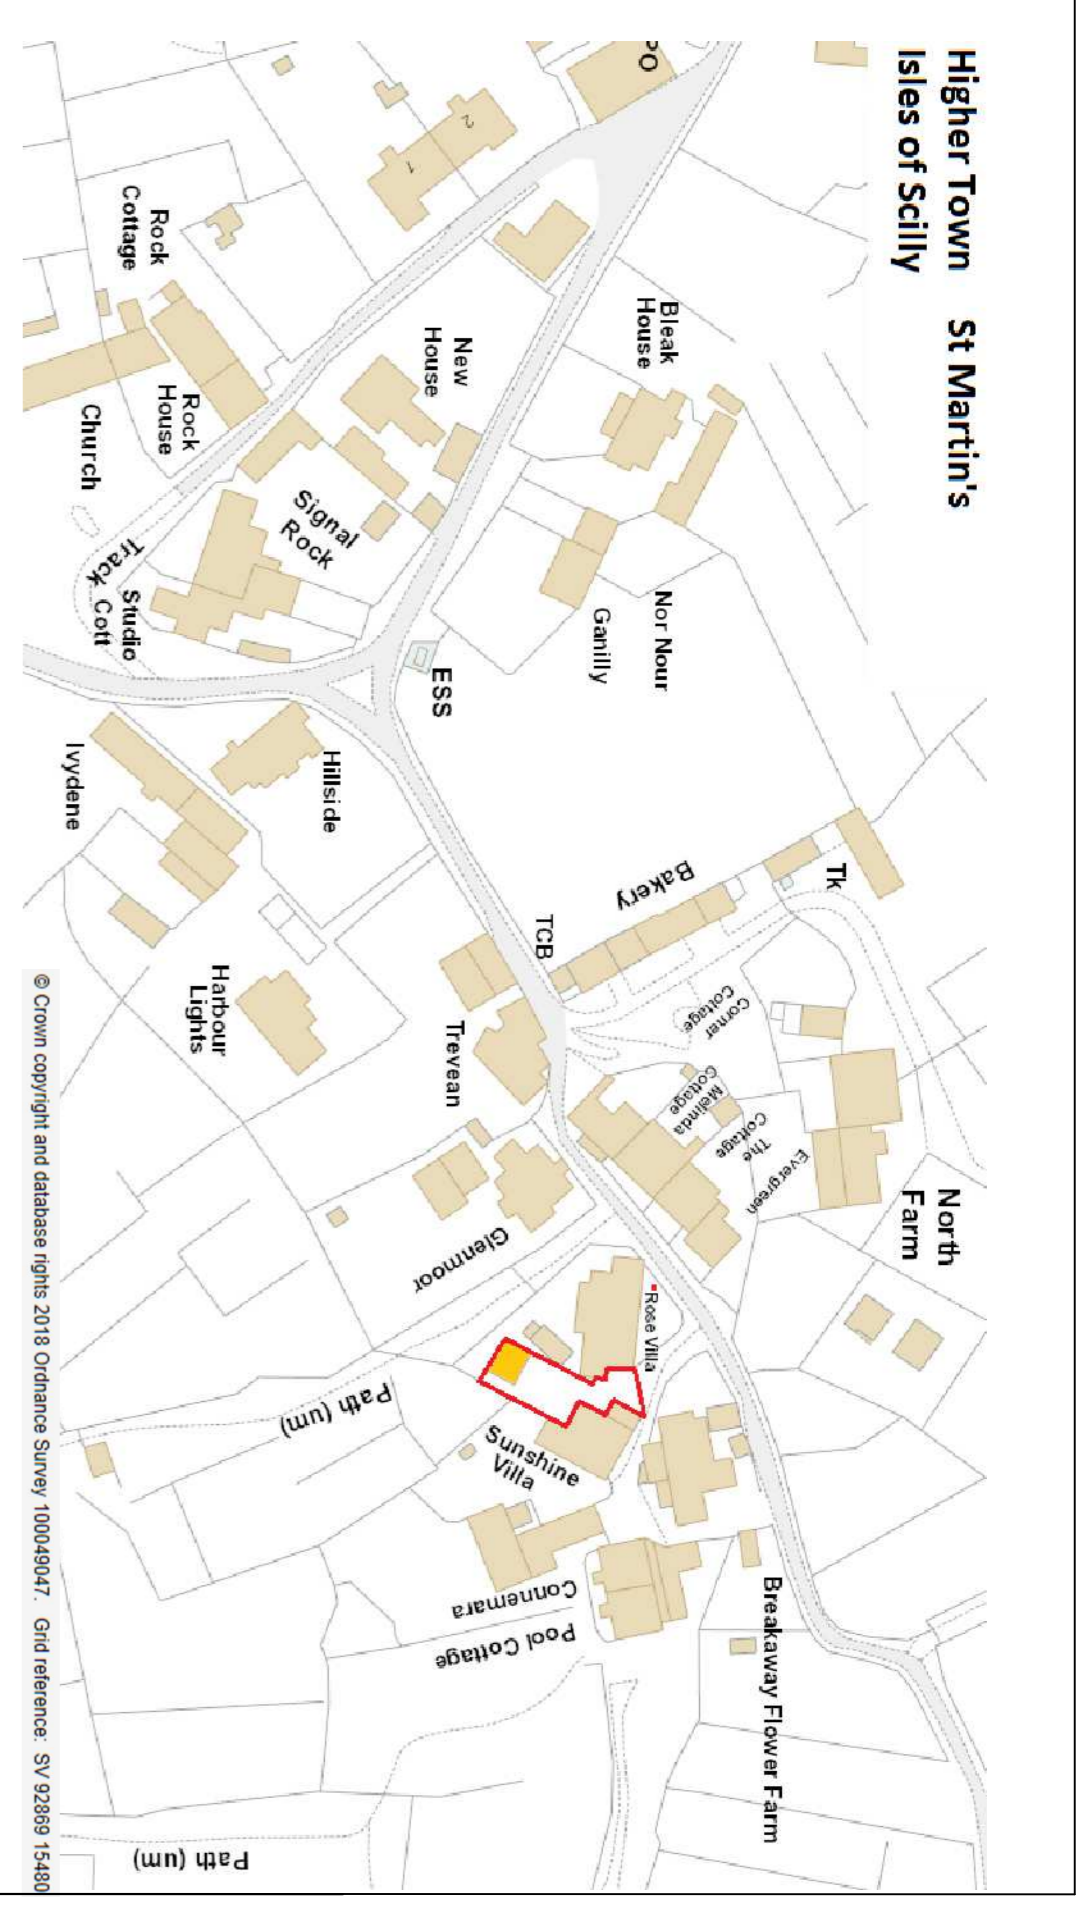 Higher Town St Martin's
Isles of Scilly
PO
2
1
Rock
Cottage
Rock
House
Church
New
House
Bleak
House
Signal
Rock
Track
Studio
Cott
Nor Nour
Ganilly
ESS
Hillside
Ivydene
Tk
Bakery
TCB
Harbour
Lights
Trevean
Corner
Cottage
Melinda
Cottage
The
Cottage
Evergreen
North
Farm
Glenmoor
Rose Villa
Path (um)
Sunshine
Villa
Connemara
Pool Cottage
Breakaway Flower Farm
Path (um)
© Crown copyright and database rights 2018 Ordnance Survey 100049047. Grid reference: SV 92869 15480